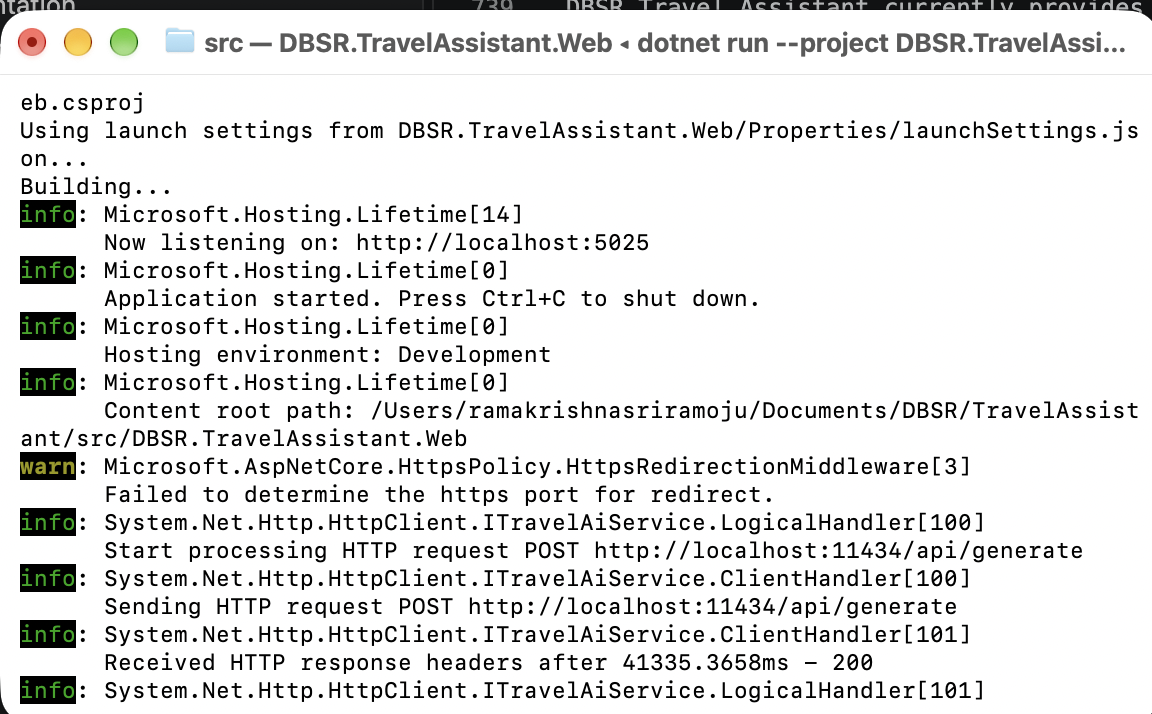 ntation
739 DBSR Travel Assistant currently provides
src — DBSR.TravelAssistant.Web ◂ dotnet run --project DBSR.TravelAssi...
eb.csproj
Using launch settings from DBSR.TravelAssistant.Web/Properties/launchSettings.js
on...
Building...
info: Microsoft.Hosting.Lifetime[14]
      Now listening on: http://localhost:5025
info: Microsoft.Hosting.Lifetime[0]
      Application started. Press Ctrl+C to shut down.
info: Microsoft.Hosting.Lifetime[0]
      Hosting environment: Development
info: Microsoft.Hosting.Lifetime[0]
      Content root path: /Users/ramakrishnasriramoju/Documents/DBSR/TravelAssist
ant/src/DBSR.TravelAssistant.Web
warn: Microsoft.AspNetCore.HttpsPolicy.HttpsRedirectionMiddleware[3]
      Failed to determine the https port for redirect.
info: System.Net.Http.HttpClient.ITravelAiService.LogicalHandler[100]
      Start processing HTTP request POST http://localhost:11434/api/generate
info: System.Net.Http.HttpClient.ITravelAiService.ClientHandler[100]
      Sending HTTP request POST http://localhost:11434/api/generate
info: System.Net.Http.HttpClient.ITravelAiService.ClientHandler[101]
      Received HTTP response headers after 41335.3658ms - 200
info: System.Net.Http.HttpClient.ITravelAiService.LogicalHandler[101]